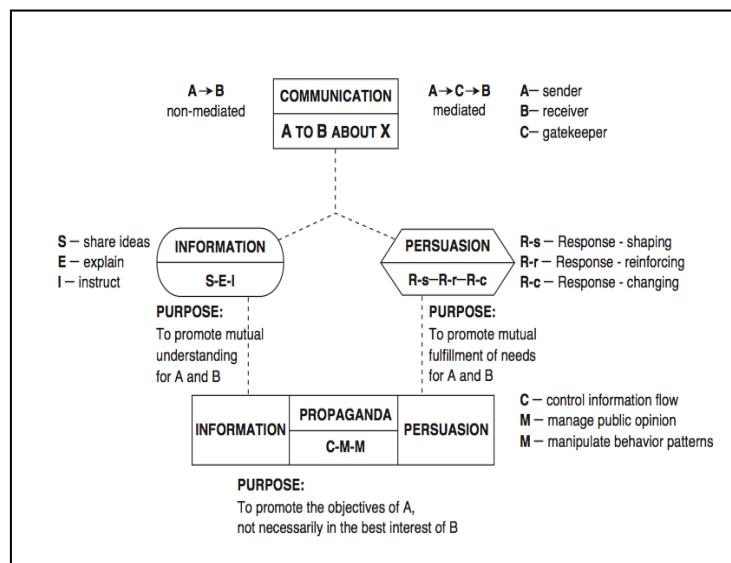 A→B
non-mediated
COMMUNICATION
A TO B ABOUT X
A→C→B
mediated
A– sender
B– receiver
C– gatekeeper
S – share ideas
E – explain
I – instruct
INFORMATION
S-E-I
PERSUASION
R-s–R-r–R-c
R-s – Response - shaping
R-r – Response - reinforcing
R-c – Response - changing
PURPOSE:
To promote mutual
understanding
for A and B
PURPOSE:
To promote mutual
fulfillment of needs
for A and B
INFORMATION
PROPAGANDA
C-M-M
PERSUASION
C – control information flow
M – manage public opinion
M – manipulate behavior patterns
PURPOSE:
To promote the objectives of A,
not necessarily in the best interest of B